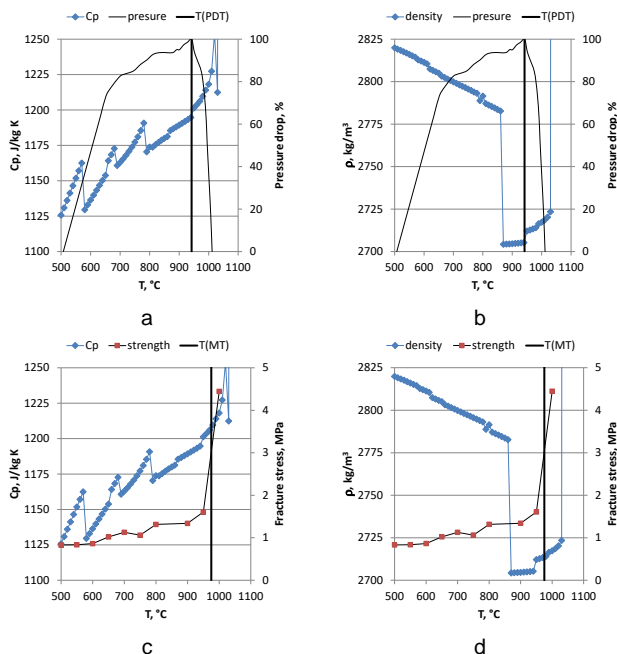 Cp presure T(PDT)
1250 100
1225 80
1200 60
1175 40
1150
1125 20
1100 0
500 600 700 800 900 1000 1100
Cp, J/kg K
Pressure drop, %
T, °C
a
density presure T(PDT)
2825 100
2800 80
2775 60
2750 40
2725 20
2700 0
500 600 700 800 900 1000 1100
ρ, kg/m³
Pressure drop, %
T, °C
b
Cp strength T(MT)
1250 5
1225 4
1200 3
1175 2
1150
1125 1
1100 0
500 600 700 800 900 1000 1100
Cp, J/kg K
Fracture stress, MPa
T, °C
c
density strength T(MT)
2825 5
2800 4
2775 3
2750 2
2725 1
2700 0
500 600 700 800 900 1000 1100
ρ, kg/m³
Fracture stress, MPa
T, °C
d